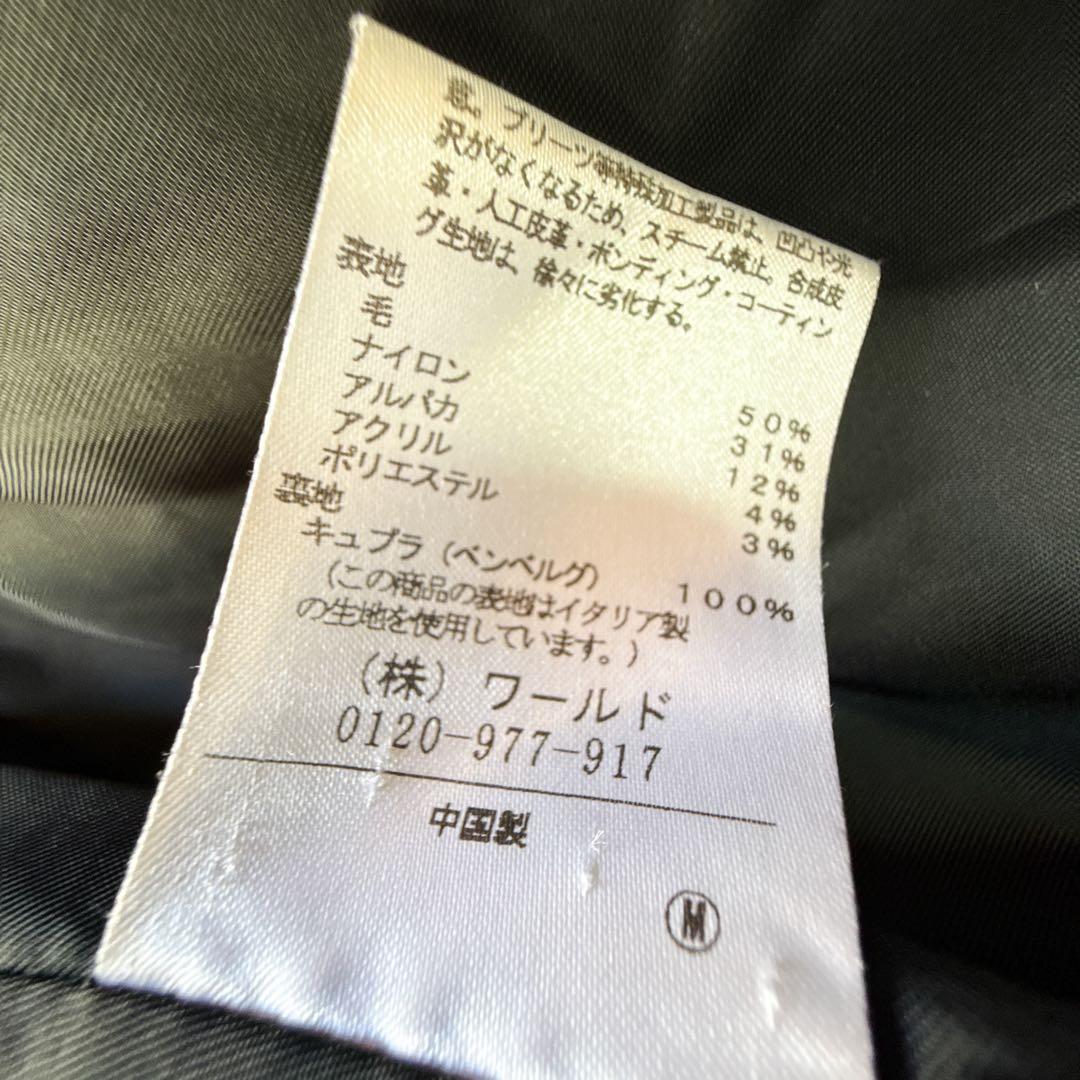 意。プリーツ等特殊加工製品は、凹凸や光
沢がなくなるため、スチーム禁止。合成皮
革・人工皮革・ボンディング・コーティン
グ生地は、徐々に劣化する。
表地
毛 50%
ナイロン 31%
アルパカ 12%
アクリル 4%
ポリエステル 3%
裏地
キュプラ (ベンベルグ) 100%
(この商品の表地はイタリア製
の生地を使用しています。)
(株) ワールド
0120-977-917
中国製
M